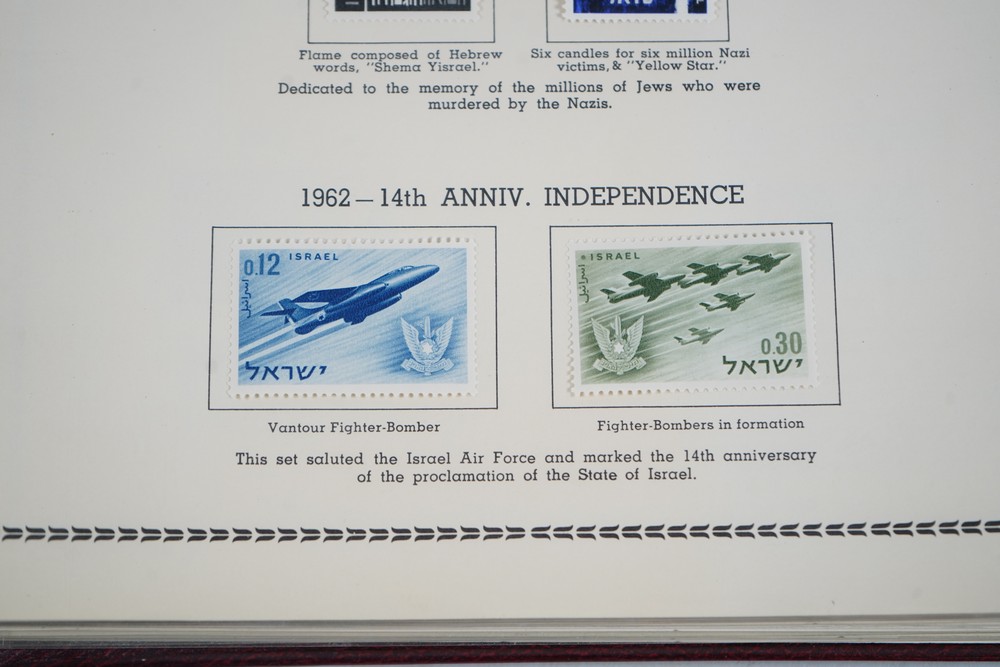 Flame composed of Hebrew
words, "Shema Yisrael."
Six candles for six million Nazi
victims, & "Yellow Star."
Dedicated to the memory of the millions of Jews who were
murdered by the Nazis.
1962 — 14th ANNIV. INDEPENDENCE
0.12 ISRAEL
اسرائيل
ישראל
ISRAEL
اسرائيل
0.30
ישראל
Vantour Fighter-Bomber
Fighter-Bombers in formation
This set saluted the Israel Air Force and marked the 14th anniversary
of the proclamation of the State of Israel.